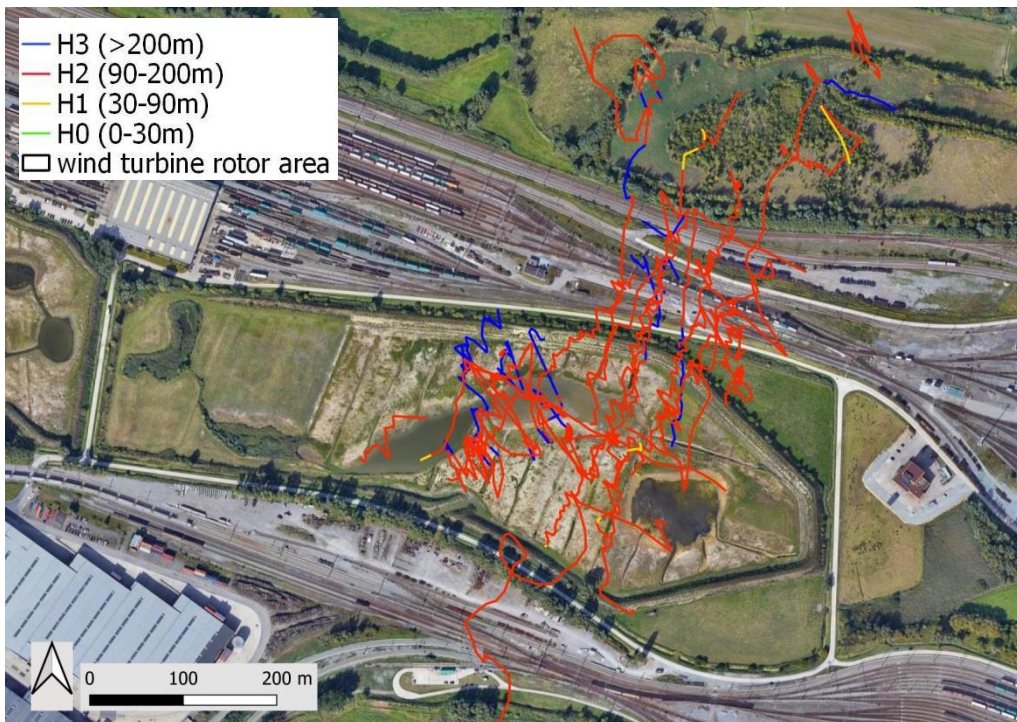 H3 (>200m)
H2 (90-200m)
H1 (30-90m)
H0 (0-30m)
wind turbine rotor area
0 100 200 m